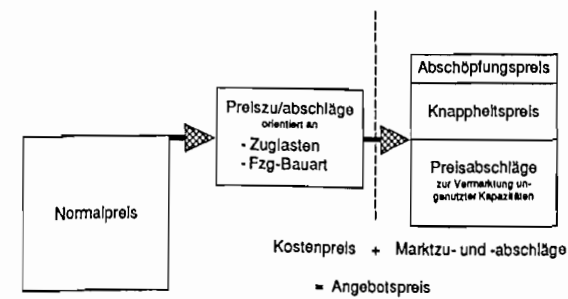 Normalpreis
Preiszu/abschläge
orientiert an
- Zuglasten
- Fzg-Bauart
Abschöpfungspreis
Knappheitspreis
Preisabschläge
zur Vermarktung un-
genutzter Kapazitäten
Kostenpreis + Marktzu- und -abschläge
= Angebotspreis